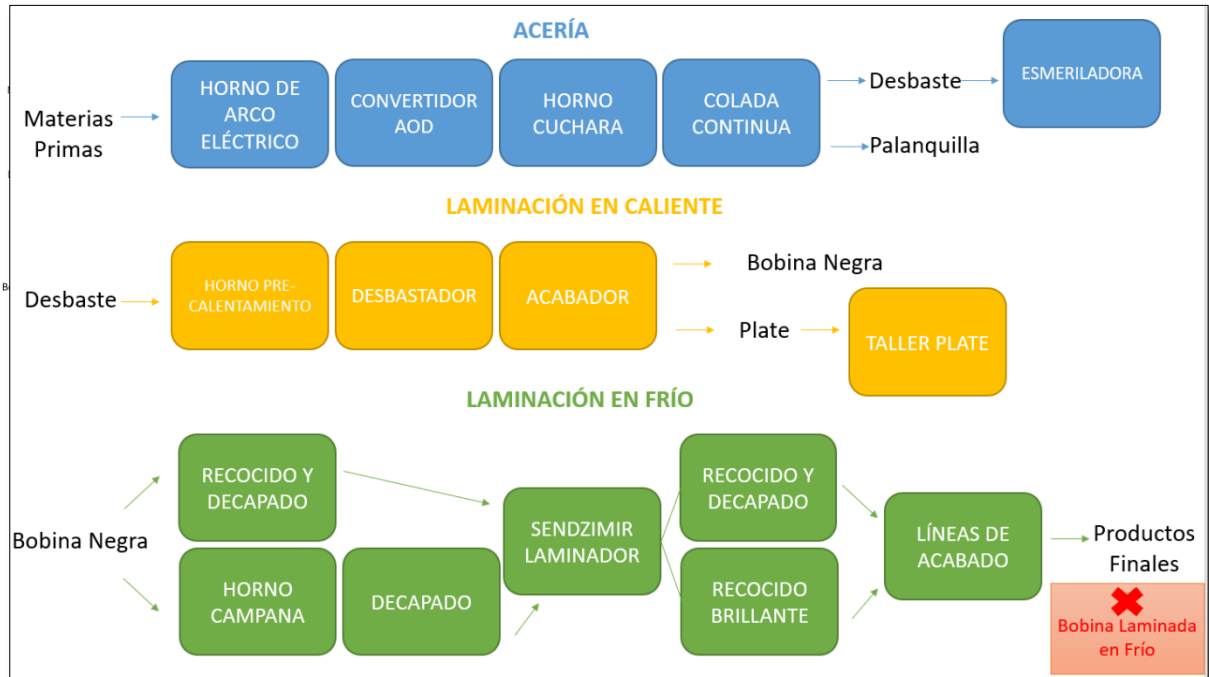 ACERÍA
Materias
Primas
HORNO DE
ARCO
ELÉCTRICO
CONVERTIDOR
AOD
HORNO
CUCHARA
COLADA
CONTINUA
Desbaste
Palanquilla
ESMERILADORA
LAMINACIÓN EN CALIENTE
Desbaste
HORNO PRE-
CALENTAMIENTO
DESBASTADOR
ACABADOR
Bobina Negra
Plate
TALLER PLATE
LAMINACIÓN EN FRÍO
Bobina Negra
RECOCIDO Y
DECAPADO
HORNO
CAMPANA
DECAPADO
SENDZIMIR
LAMINADOR
RECOCIDO Y
DECAPADO
RECOCIDO
BRILLANTE
LÍNEAS DE
ACABADO
Productos
Finales
Bobina Laminada
en Frío